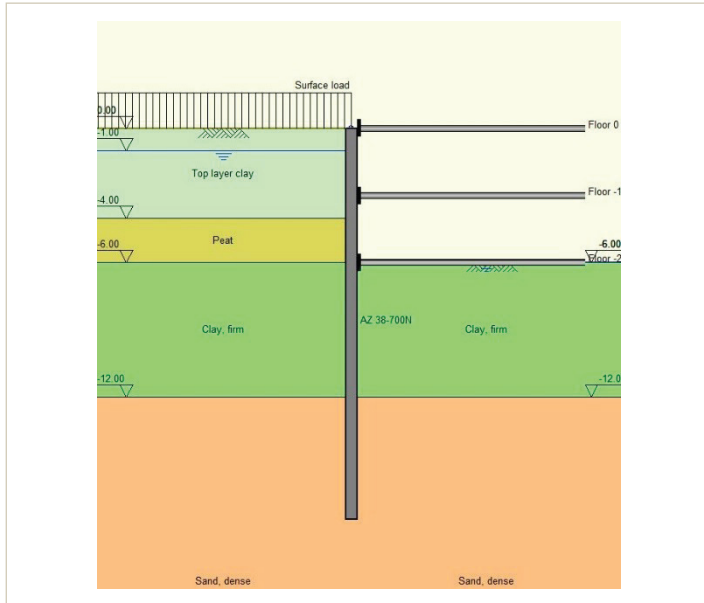 Surface load
0.00
Floor 0
-1.00
Top layer clay
Floor -1
-4.00
Peat
-6.00
-6.00
Floor -2
Clay, firm
AZ 38-700N
Clay, firm
-12.00
-12.0
Sand, dense
Sand, dense